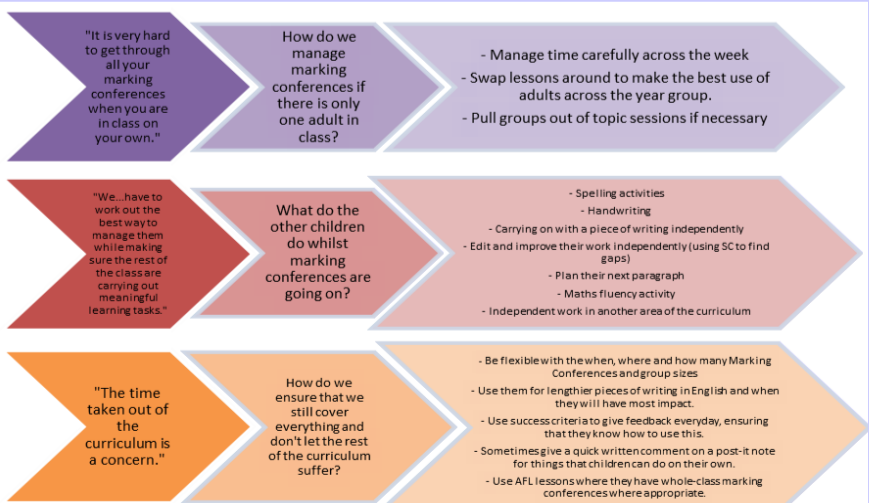 "It is very hard
to get through
all your
marking
conferences
when you are
in class on
your own."
How do we
manage
marking
conferences if
there is only
one adult in
class?
- Manage time carefully across the week
- Swap lessons around to make the best use of
adults across the year group.
- Pull groups out of topic sessions if necessary
"We...have to
work out the
best way to
manage them
while making
sure the rest of
the class are
carrying out
meaningful
learning tasks."
What do the
other children
do whilst
marking
conferences are
going on?
- Spelling activities
- Handwriting
- Carrying on with a piece of writing independently
- Edit and improve their work independently (using SC to find
gaps)
- Plan their next paragraph
- Maths fluency activity
- Independent work in another area of the curriculum
"The time
taken out of
the
curriculum is
a concern."
How do we
ensure that we
still cover
everything and
don't let the rest
of the curriculum
suffer?
- Be flexible with the when, where and how many Marking
Conferences and group sizes
- Use them for lengthier pieces of writing in English and when
they will have most impact.
- Use success criteria to give feedback everyday, ensuring
that they know how to use this.
- Sometimes give a quick written comment on a post-it note
for things that children can do on their own.
- Use AFL lessons where they have whole-class marking
conferences where appropriate.